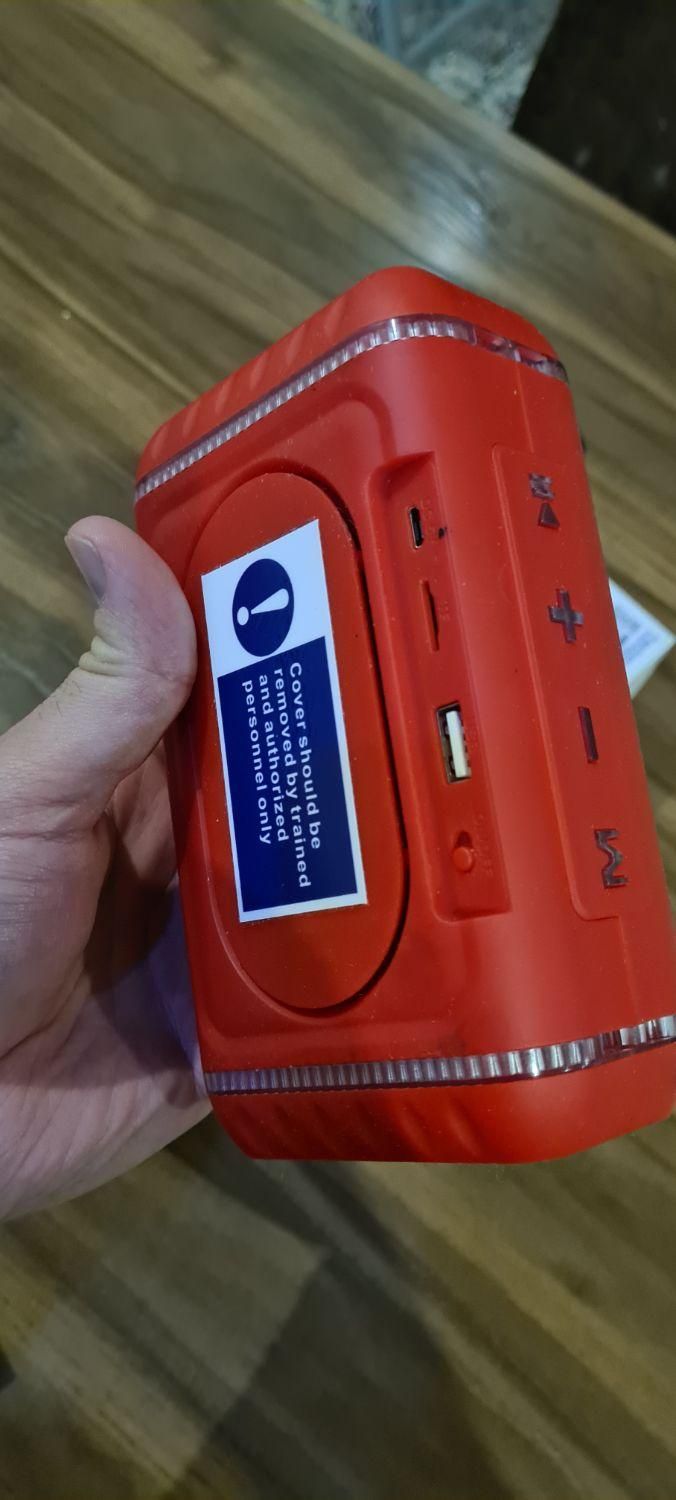 Cover should be
removed by trained
and authorized
personnel only
M